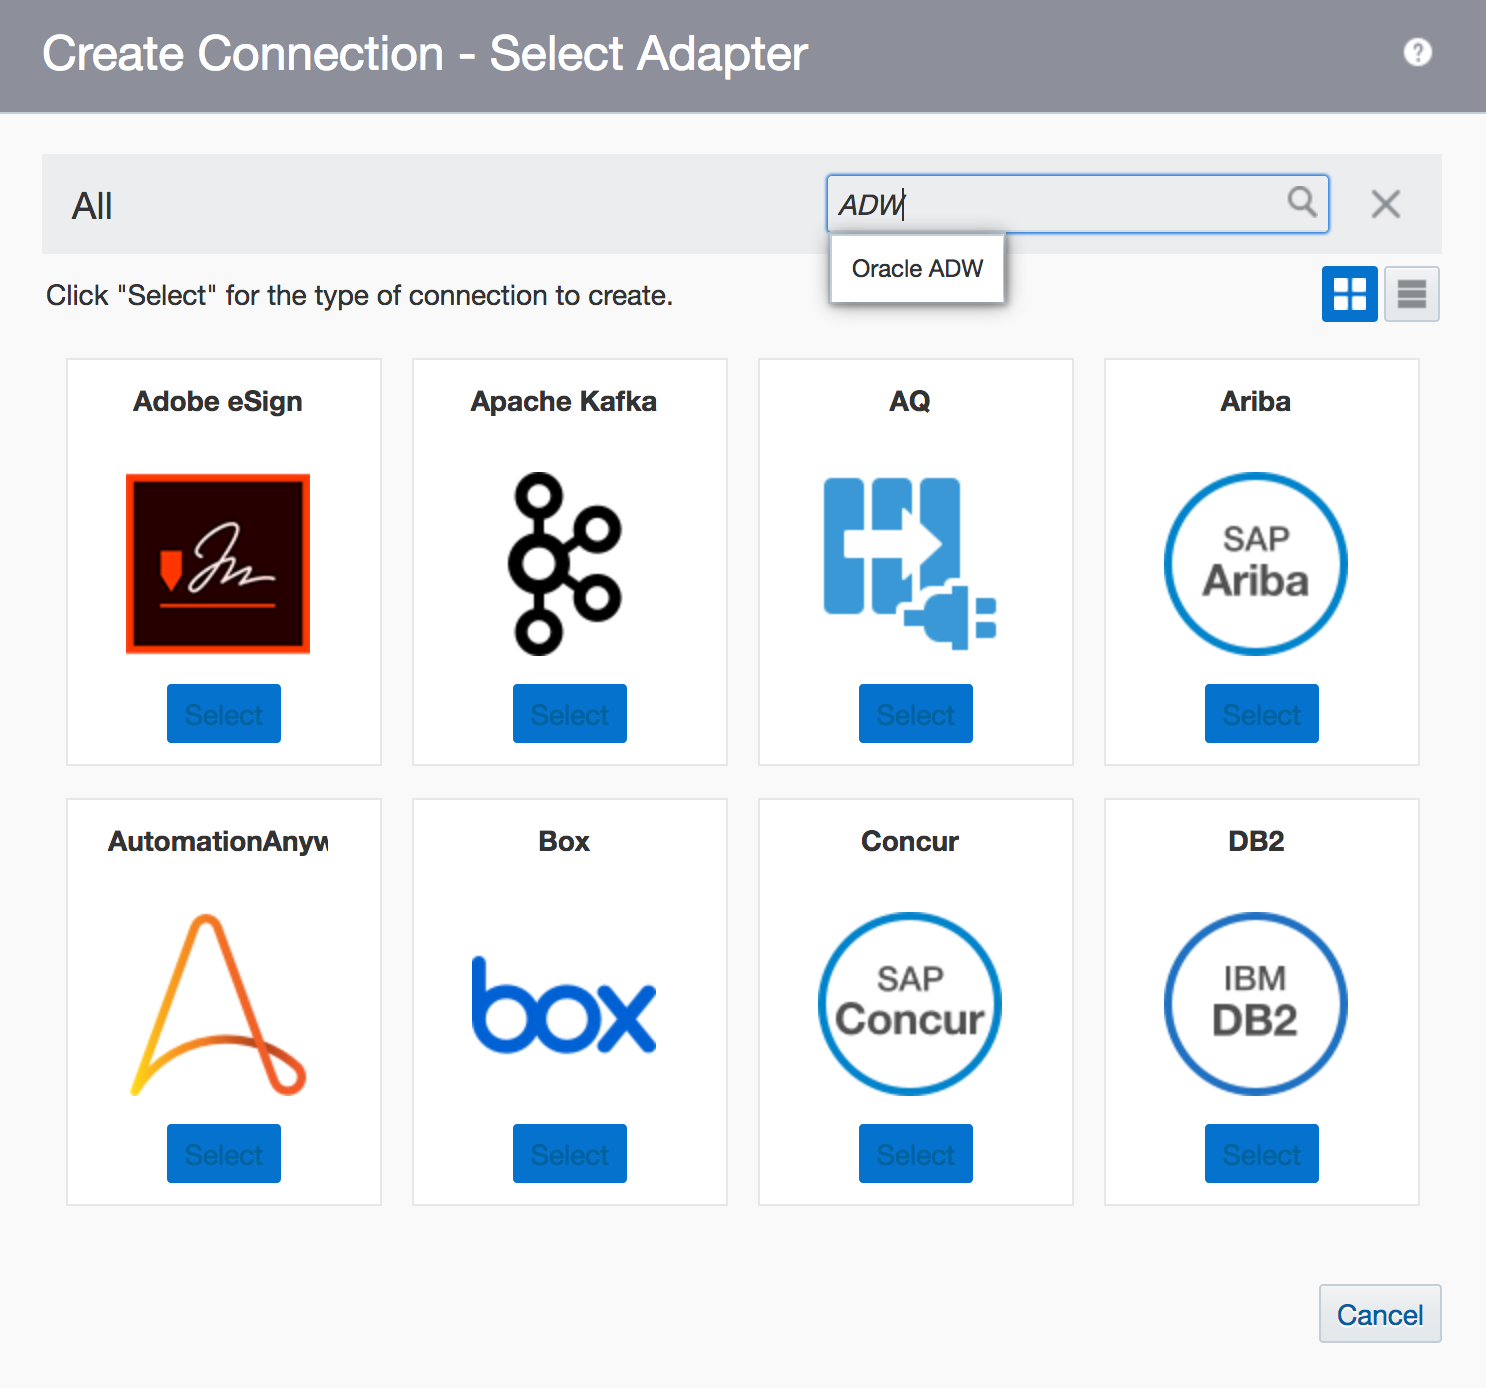 Create Connection - Select Adapter
?
All
ADW
Oracle ADW
Click "Select" for the type of connection to create.
Adobe eSign
Apache Kafka
AQ
Ariba
SAP
Ariba
Select
Select
Select
Select
AutomationAnyw
Box
Concur
DB2
box
SAP
Concur
IBM
DB2
Select
Select
Select
Select
Cancel